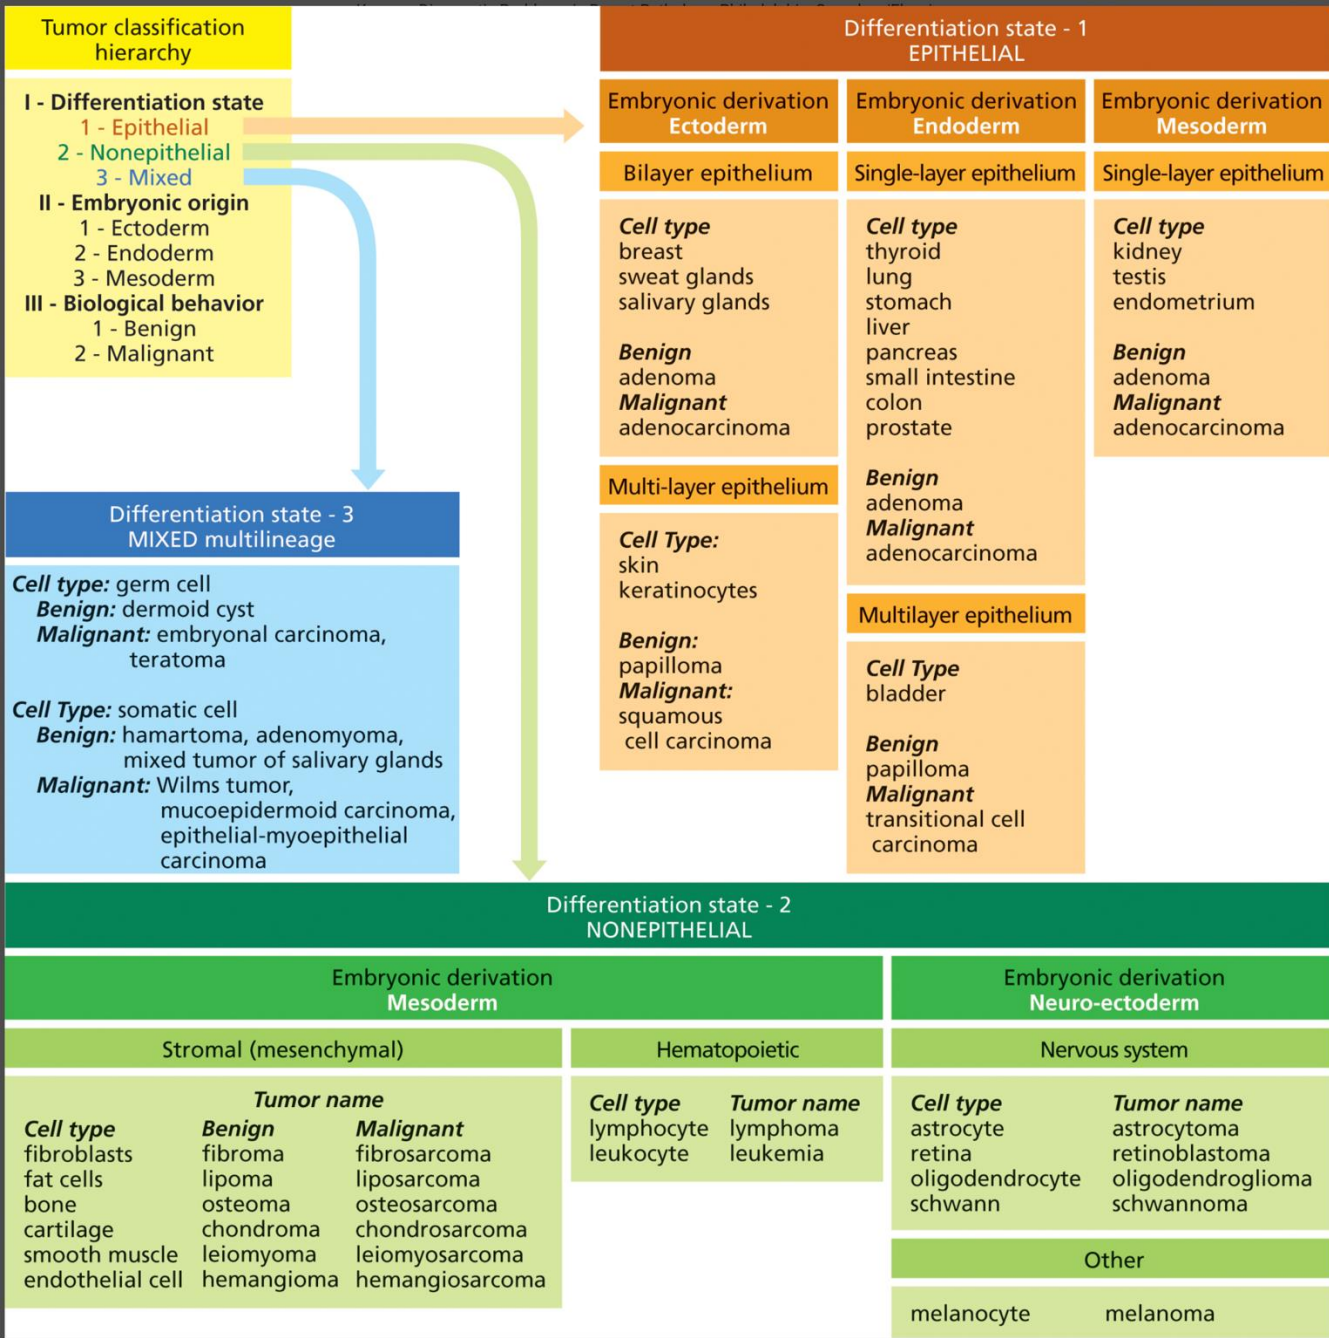 Tumor classification
hierarchy
I - Differentiation state
1 - Epithelial
2 - Nonepithelial
3 - Mixed
II - Embryonic origin
1 - Ectoderm
2 - Endoderm
3 - Mesoderm
III - Biological behavior
1 - Benign
2 - Malignant
Differentiation state - 1
EPITHELIAL
Embryonic derivation
Ectoderm
Bilayer epithelium
Cell type
breast
sweat glands
salivary glands
Benign
adenoma
Malignant
adenocarcinoma
Multi-layer epithelium
Cell Type:
skin
keratinocytes
Benign:
papilloma
Malignant:
squamous
cell carcinoma
Embryonic derivation
Endoderm
Single-layer epithelium
Cell type
thyroid
lung
stomach
liver
pancreas
small intestine
colon
prostate
Benign
adenoma
Malignant
adenocarcinoma
Multilayer epithelium
Cell Type
bladder
Benign
papilloma
Malignant
transitional cell
carcinoma
Embryonic derivation
Mesoderm
Single-layer epithelium
Cell type
kidney
testis
endometrium
Benign
adenoma
Malignant
adenocarcinoma
Differentiation state - 3
MIXED multilineage
Cell type: germ cell
Benign: dermoid cyst
Malignant: embryonal carcinoma,
teratoma
Cell Type: somatic cell
Benign: hamartoma, adenomyoma,
mixed tumor of salivary glands
Malignant: Wilms tumor,
mucoepidermoid carcinoma,
epithelial-myoepithelial
carcinoma
Differentiation state - 2
NONEPITHELIAL
Embryonic derivation
Mesoderm
Stromal (mesenchymal)
Tumor name
Cell type Benign Malignant
fibroblasts fibroma fibrosarcoma
fat cells lipoma liposarcoma
bone osteoma osteosarcoma
cartilage chondroma chondrosarcoma
smooth muscle leiomyoma leiomyosarcoma
endothelial cell hemangioma hemangiosarcoma
Hematopoietic
Cell type Tumor name
lymphocyte lymphoma
leukocyte leukemia
Embryonic derivation
Neuro-ectoderm
Nervous system
Cell type Tumor name
astrocyte astrocytoma
retina retinoblastoma
oligodendrocyte oligodendroglioma
schwann schwannoma
Other
melanocyte melanoma